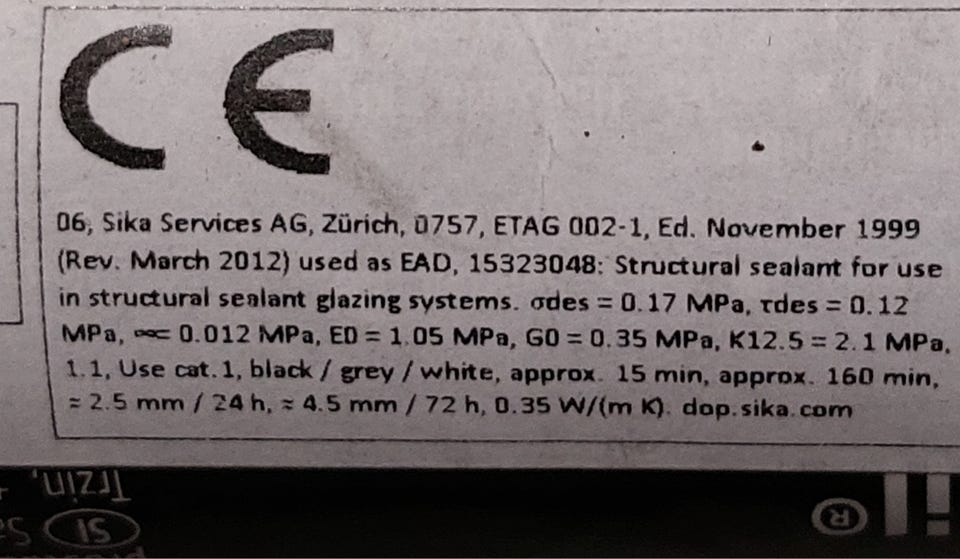 CE
06, Sika Services AG, Zürich, 0757, ETAG 002-1, Ed. November 1999
(Rev. March 2012) used as EAD, 15323048: Structural sealant for use
in structural sealant glazing systems. σdes = 0.17 MPa, τdes = 0.12
MPa, ∞= 0.012 MPa, E0 = 1.05 MPa, G0 = 0.35 MPa, K12.5 = 2.1 MPa,
1.1, Use cat.1, black / grey / white, approx. 15 min, approx. 160 min,
≈ 2.5 mm / 24 h, ≈ 4.5 mm / 72 h, 0.35 W/(m K). dop.sika.com
Trzin,
SI
®